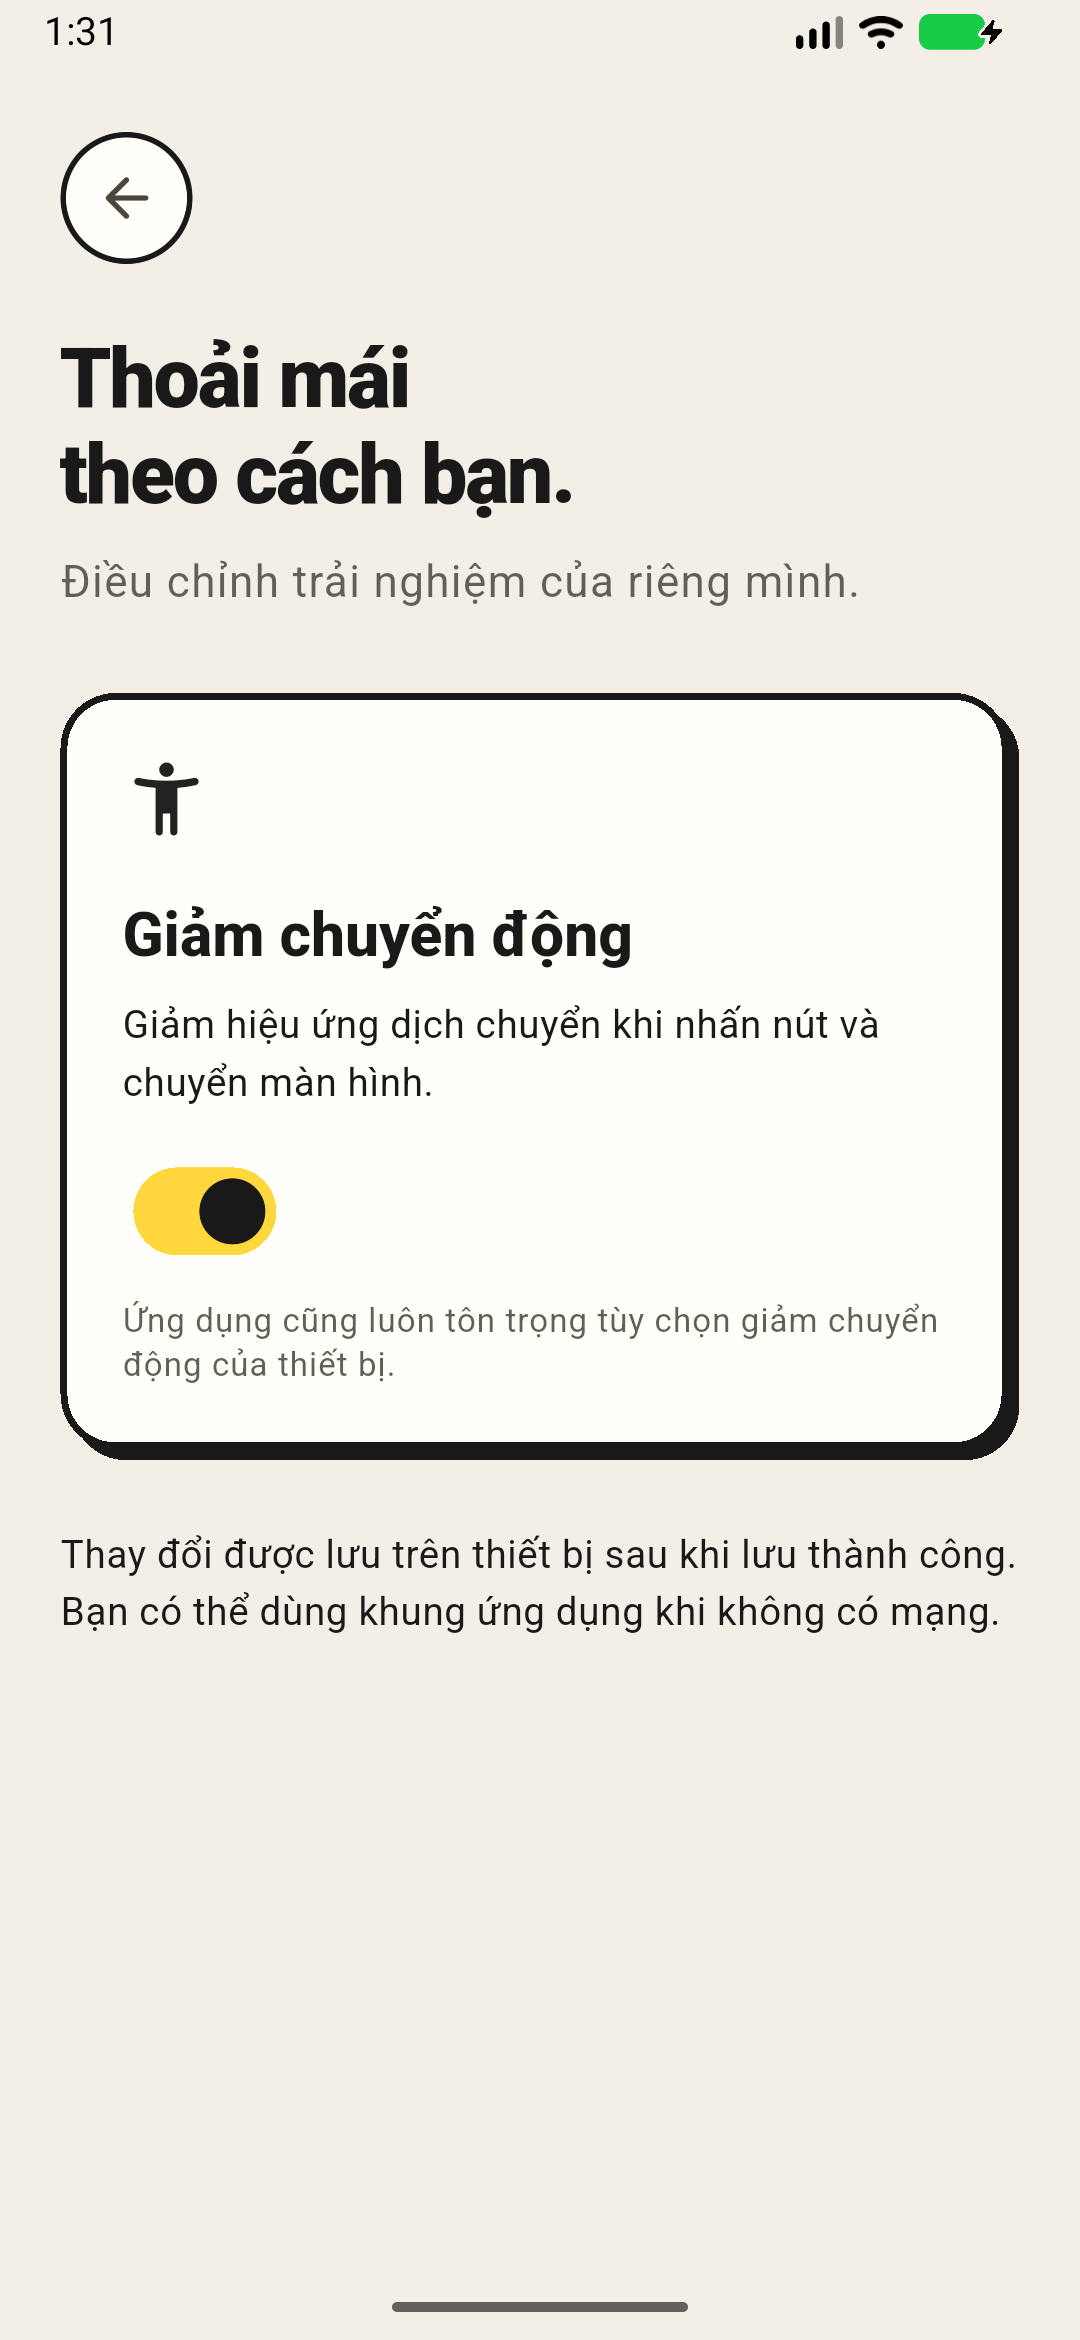 1:31
Thoải mái
theo cách bạn.
Điều chỉnh trải nghiệm của riêng mình.
Giảm chuyển động
Giảm hiệu ứng dịch chuyển khi nhấn nút và
chuyển màn hình.
Ứng dụng cũng luôn tôn trọng tùy chọn giảm chuyển
động của thiết bị.
Thay đổi được lưu trên thiết bị sau khi lưu thành công.
Bạn có thể dùng khung ứng dụng khi không có mạng.